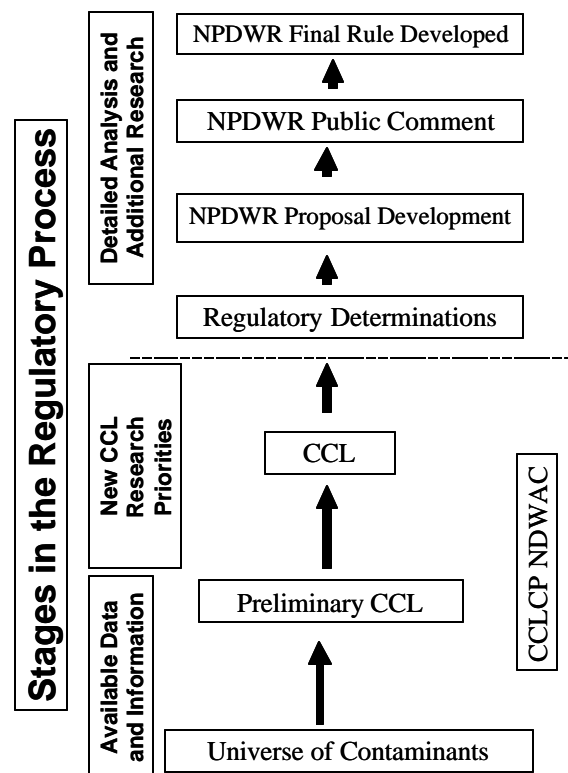 Stages in the Regulatory Process
Detailed Analysis and
Additional Research
NPDWR Final Rule Developed
NPDWR Public Comment
NPDWR Proposal Development
Regulatory Determinations
New CCL
Research
Priorities
CCL
CCLCP NDWAC
Available Data
and Information
Preliminary CCL
Universe of Contaminants